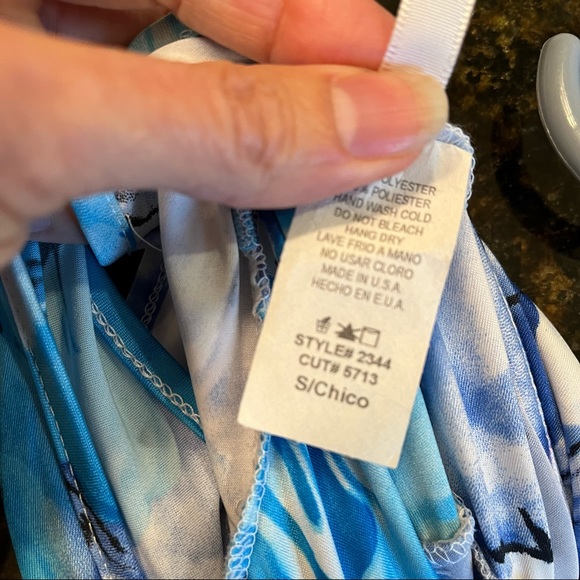 POLYESTER
POLIESTER
HAND WASH COLD
DO NOT BLEACH
HANG DRY
LAVE FRIO A MANO
NO USAR CLORO
MADE IN U.S.A.
HECHO EN E.U.A.
STYLE# 2344
CUT# 5713
S/Chico